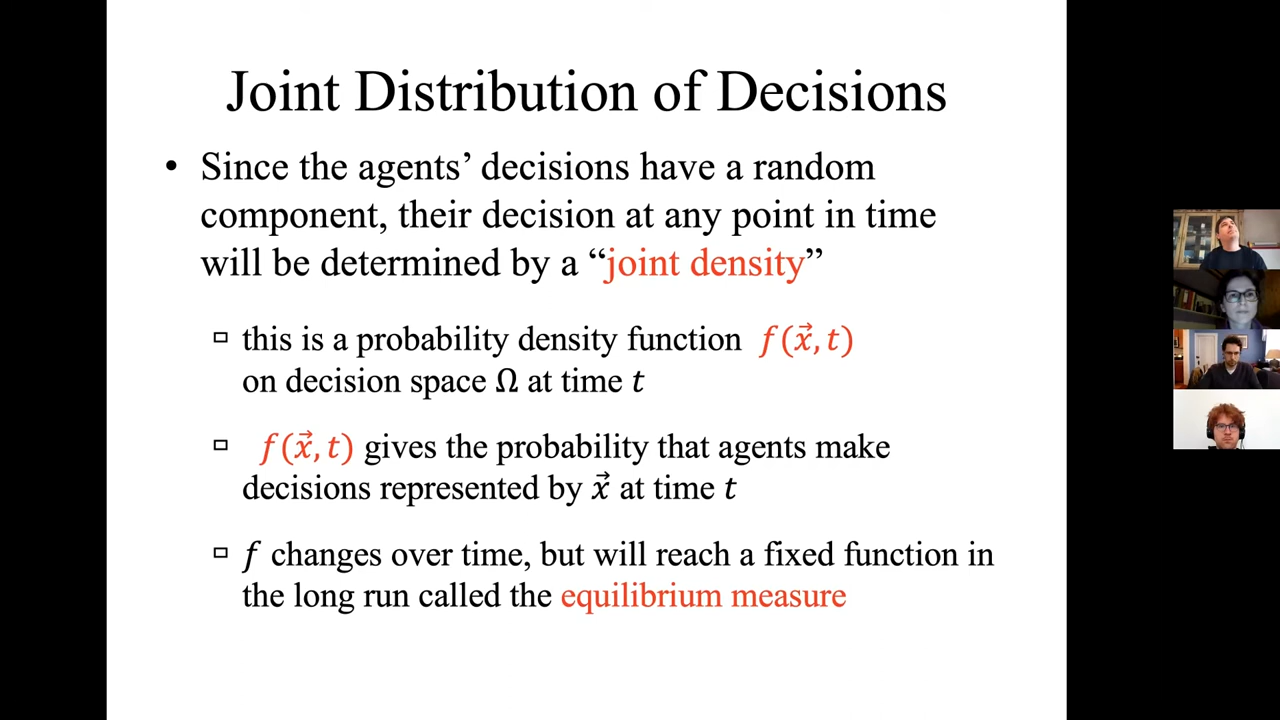 Joint Distribution of Decisions
• Since the agents’ decisions have a random
component, their decision at any point in time
will be determined by a “joint density”
▫ this is a probability density function f(x⃗, t)
on decision space Ω at time t
▫ f(x⃗, t) gives the probability that agents make
decisions represented by x⃗ at time t
▫ f changes over time, but will reach a fixed function in
the long run called the equilibrium measure